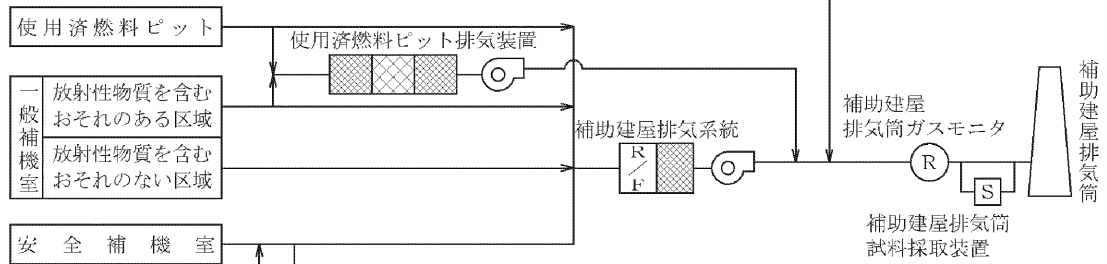 使用済燃料ピット
使用済燃料ピット排気装置
一般補機室
放射性物質を含む
おそれのある区域
放射性物質を含む
おそれのない区域
安全補機室
補助建屋排気系統
R/F
補助建屋
排気筒ガスモニタ
R
S
補助建屋排気筒
試料採取装置
補助建屋排気筒